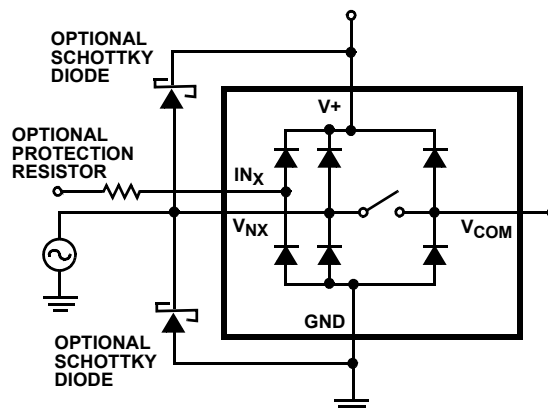 OPTIONAL
SCHOTTKY
DIODE
V+
OPTIONAL
PROTECTION
RESISTOR
INX
VNX
VCOM
GND
OPTIONAL
SCHOTTKY
DIODE